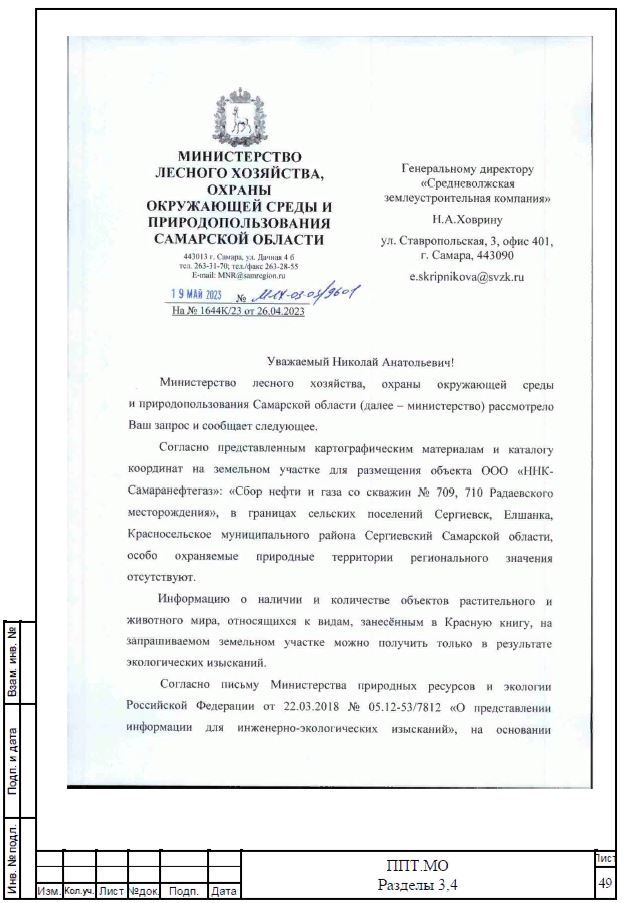 МИНИСТЕРСТВО
ЛЕСНОГО ХОЗЯЙСТВА,
ОХРАНЫ
ОКРУЖАЮЩЕЙ СРЕДЫ И
ПРИРОДОПОЛЬЗОВАНИЯ
САМАРСКОЙ ОБЛАСТИ
443013 г. Самара, ул. Дачная 4 б
тел. 263-31-70; тел./факс 263-28-55
E-mail: MNR@samregion.ru
19 МАЙ 2023 №
На № 1644К/23 от 26.04.2023
Генеральному директору
«Средневолжская
землеустроительная компания»
Н.А.Ховрину
ул. Ставропольская, 3, офис 401,
г. Самара, 443090
e.skripnikova@svzk.ru
Уважаемый Николай Анатольевич!
Министерство лесного хозяйства, охраны окружающей среды
и природопользования Самарской области (далее – министерство) рассмотрело
Ваш запрос и сообщает следующее.
Согласно представленным картографическим материалам и каталогу
координат на земельном участке для размещения объекта ООО «ННК-
Самаранефтегаз»: «Сбор нефти и газа со скважин № 709, 710 Радаевского
месторождения», в границах сельских поселений Сергиевск, Елшанка,
Красносельское муниципального района Сергиевский Самарской области,
особо охраняемые природные территории регионального значения
отсутствуют.
Информацию о наличии и количестве объектов растительного и
животного мира, относящихся к видам, занесённым в Красную книгу, на
запрашиваемом земельном участке можно получить только в результате
экологических изысканий.
Согласно письму Министерства природных ресурсов и экологии
Российской Федерации от 22.03.2018 № 05.12-53/7812 «О представлении
информации для инженерно-экологических изысканий», на основании
Взам. инв. №
Подп. и дата
Инв. № подл.
Изм. Кол.уч. Лист №док. Подп. Дата
ППТ.МО
Разделы 3,4
Лист
49